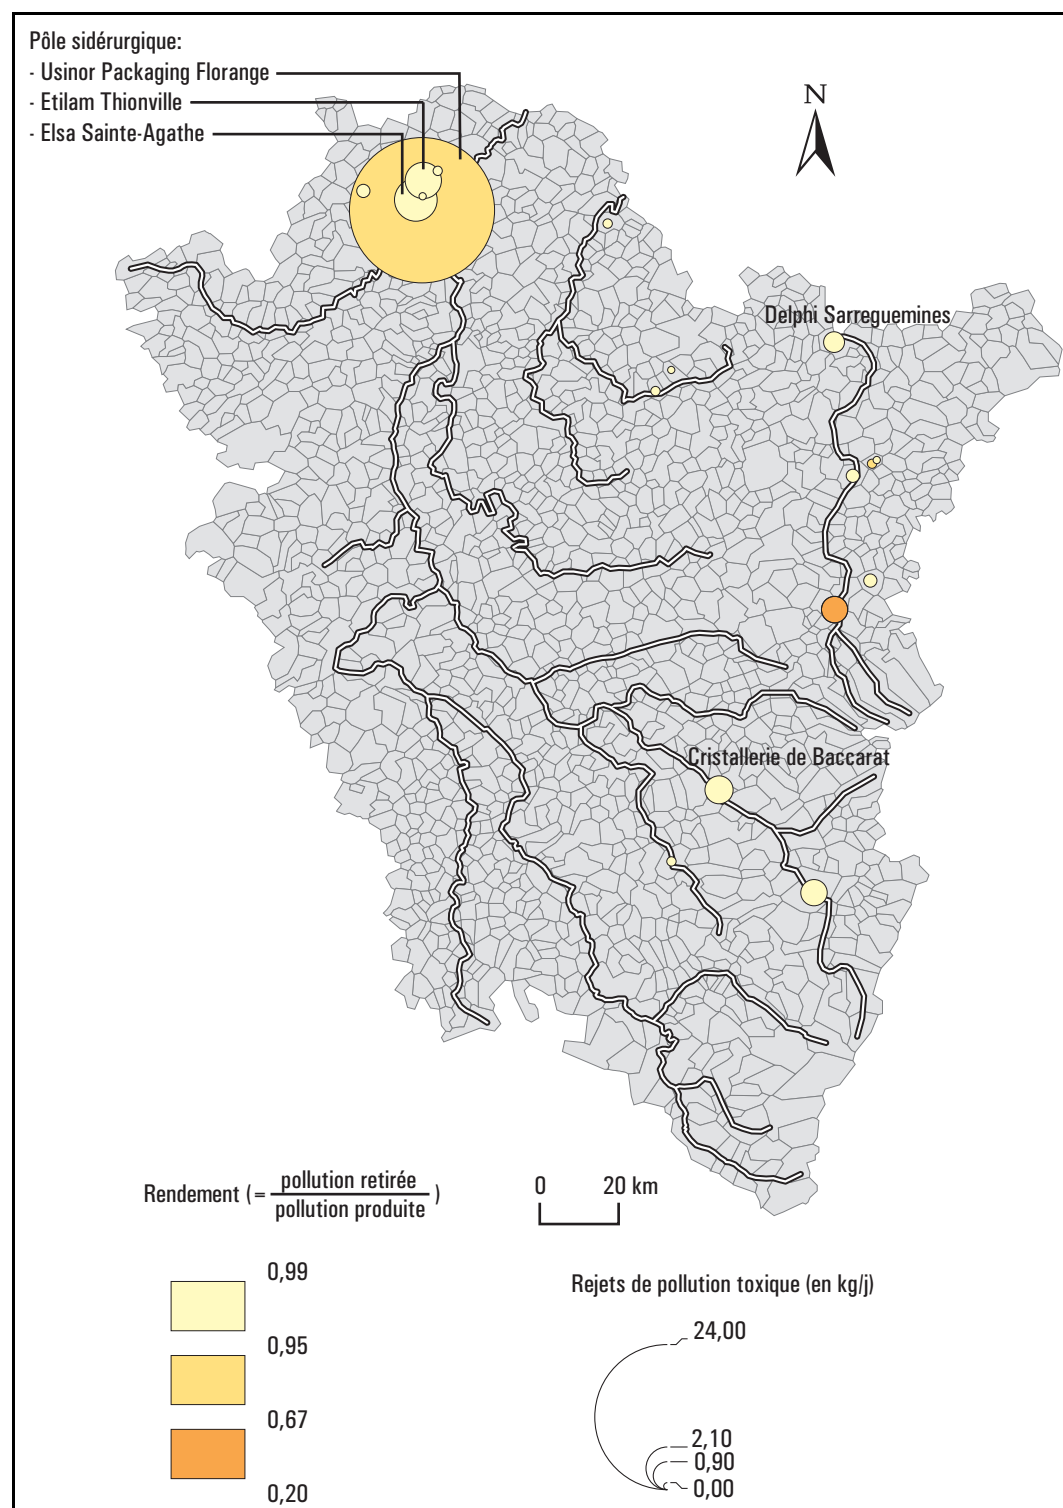 Pôle sidérurgique:
- Usinor Packaging Florange
- Etilam Thionville
- Elsa Sainte-Agathe
N
Delphi Sarreguemines
Cristallerie de Baccarat
Rendement ( = pollution retirée
pollution produite )
0 20 km
0,99
0,95
0,67
0,20
Rejets de pollution toxique (en kg/j)
24,00
2,10
0,90
0,00